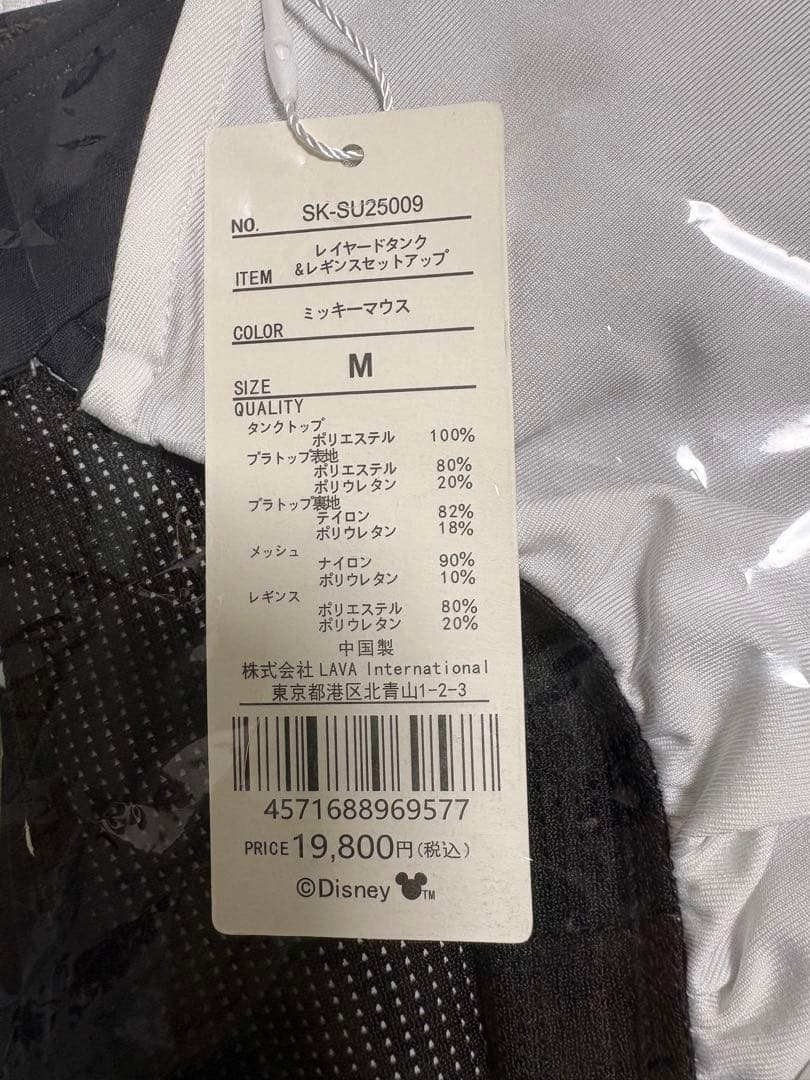 NO. SK-SU25009
ITEM レイヤードタンク
&レギンスセットアップ
COLOR ミッキーマウス
SIZE M
QUALITY
タンクトップ
ポリエステル 100%
ブラトップ表地
ポリエステル 80%
ポリウレタン 20%
ブラトップ裏地
テイロン 82%
ポリウレタン 18%
メッシュ
ナイロン 90%
ポリウレタン 10%
レギンス
ポリエステル 80%
ポリウレタン 20%
中国製
株式会社 LAVA International
東京都港区北青山1-2-3
4571688969577
PRICE 19,800円(税込)
©Disney TM